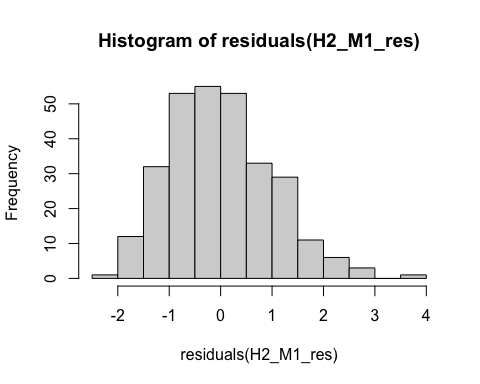 Histogram of residuals(H2_M1_res)
Frequency
50
40
30
20
10
0
-2 -1 0 1 2 3 4
residuals(H2_M1_res)